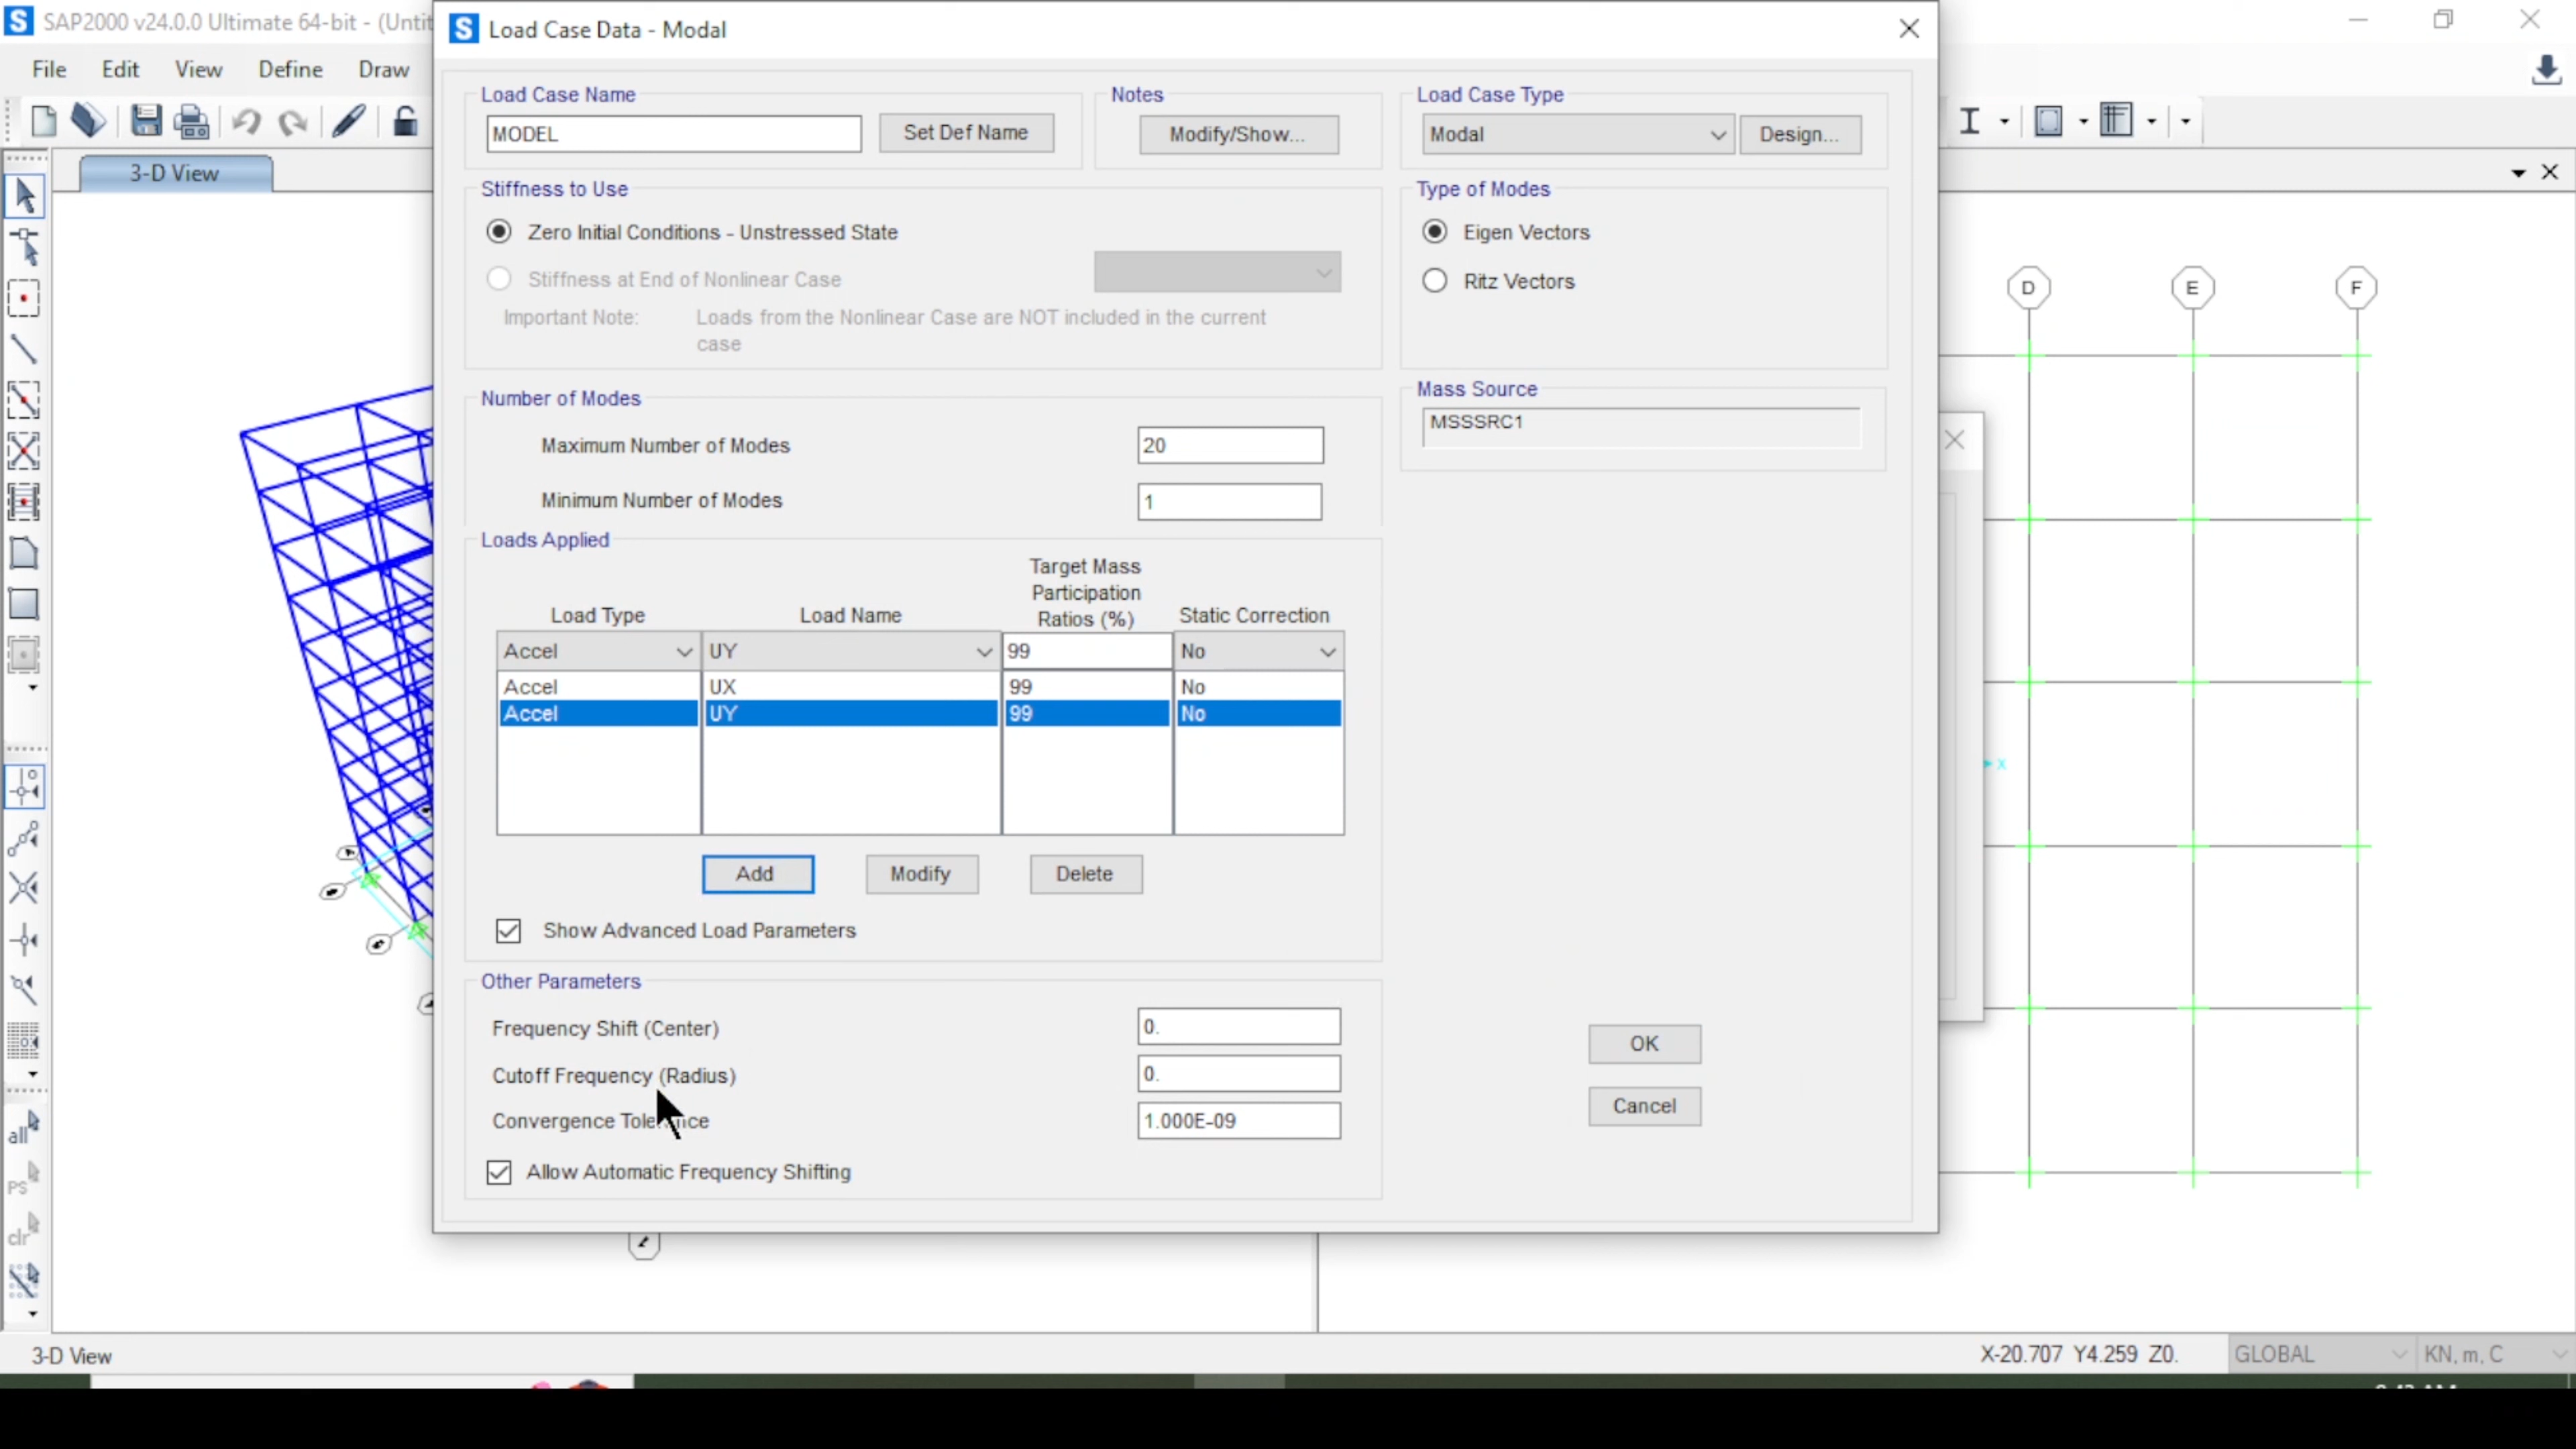 SAP2000 v24.0.0 Ultimate 64-bit - (Untit
Load Case Data - Modal
File Edit View Define Draw
3-D View
Load Case Name
MODEL
Set Def Name
Notes
Modify/Show...
Load Case Type
Modal
Design...
Stiffness to Use
Zero Initial Conditions - Unstressed State
Stiffness at End of Nonlinear Case
Important Note: Loads from the Nonlinear Case are NOT included in the current
case
Type of Modes
Eigen Vectors
Ritz Vectors
Number of Modes
Maximum Number of Modes 20
Minimum Number of Modes 1
Mass Source
MSSSRC1
Loads Applied
Load Type
Load Name
Target Mass
Participation
Ratios (%)
Static Correction
Accel UY 99 No
Accel UX 99 No
Accel UY 99 No
Add Modify Delete
Show Advanced Load Parameters
Other Parameters
Frequency Shift (Center) 0.
Cutoff Frequency (Radius) 0.
Convergence 1.000E-09
Allow Automatic Frequency Shifting
OK
Cancel
D E F
X
all
ps
clr
3-D View
X-20.707 Y4.259 Z0.
GLOBAL
KN, m, C